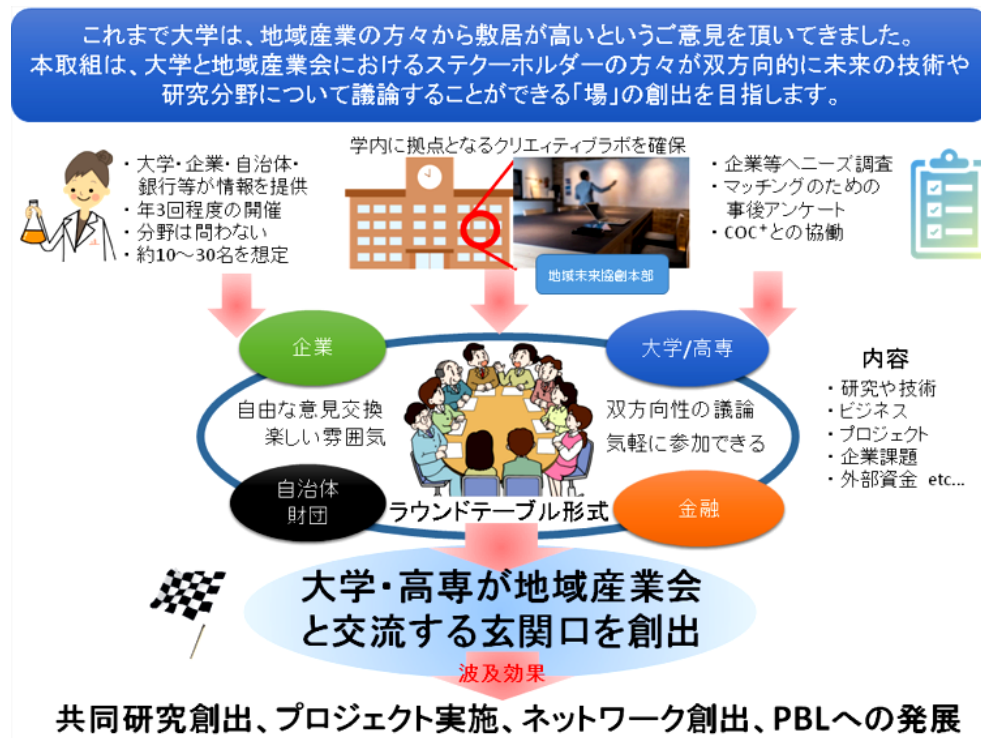 これまで大学は、地域産業の方々から敷居が高いというご意見を頂いてきました。
本取組は、大学と地域産業会におけるステクーホルダーの方々が双方向的に未来の技術や
研究分野について議論することができる「場」の創出を目指します。
学内に拠点となるクリエィティブラボを確保
・大学・企業・自治体・
銀行等が情報を提供
・年3回程度の開催
・分野は問わない
・約10〜30名を想定
地域未来協創本部
・企業等へニーズ調査
・マッチングのための
事後アンケート
・COC⁺との協働
企業
大学/高専
自由な意見交換
楽しい雰囲気
双方向性の議論
気軽に参加できる
自治体
財団
ラウンドテーブル形式
金融
内容
・研究や技術
・ビジネス
・プロジェクト
・企業課題
・外部資金 etc...
大学・高専が地域産業会
と交流する玄関口を創出
波及効果
共同研究創出、プロジェクト実施、ネットワーク創出、PBLへの発展